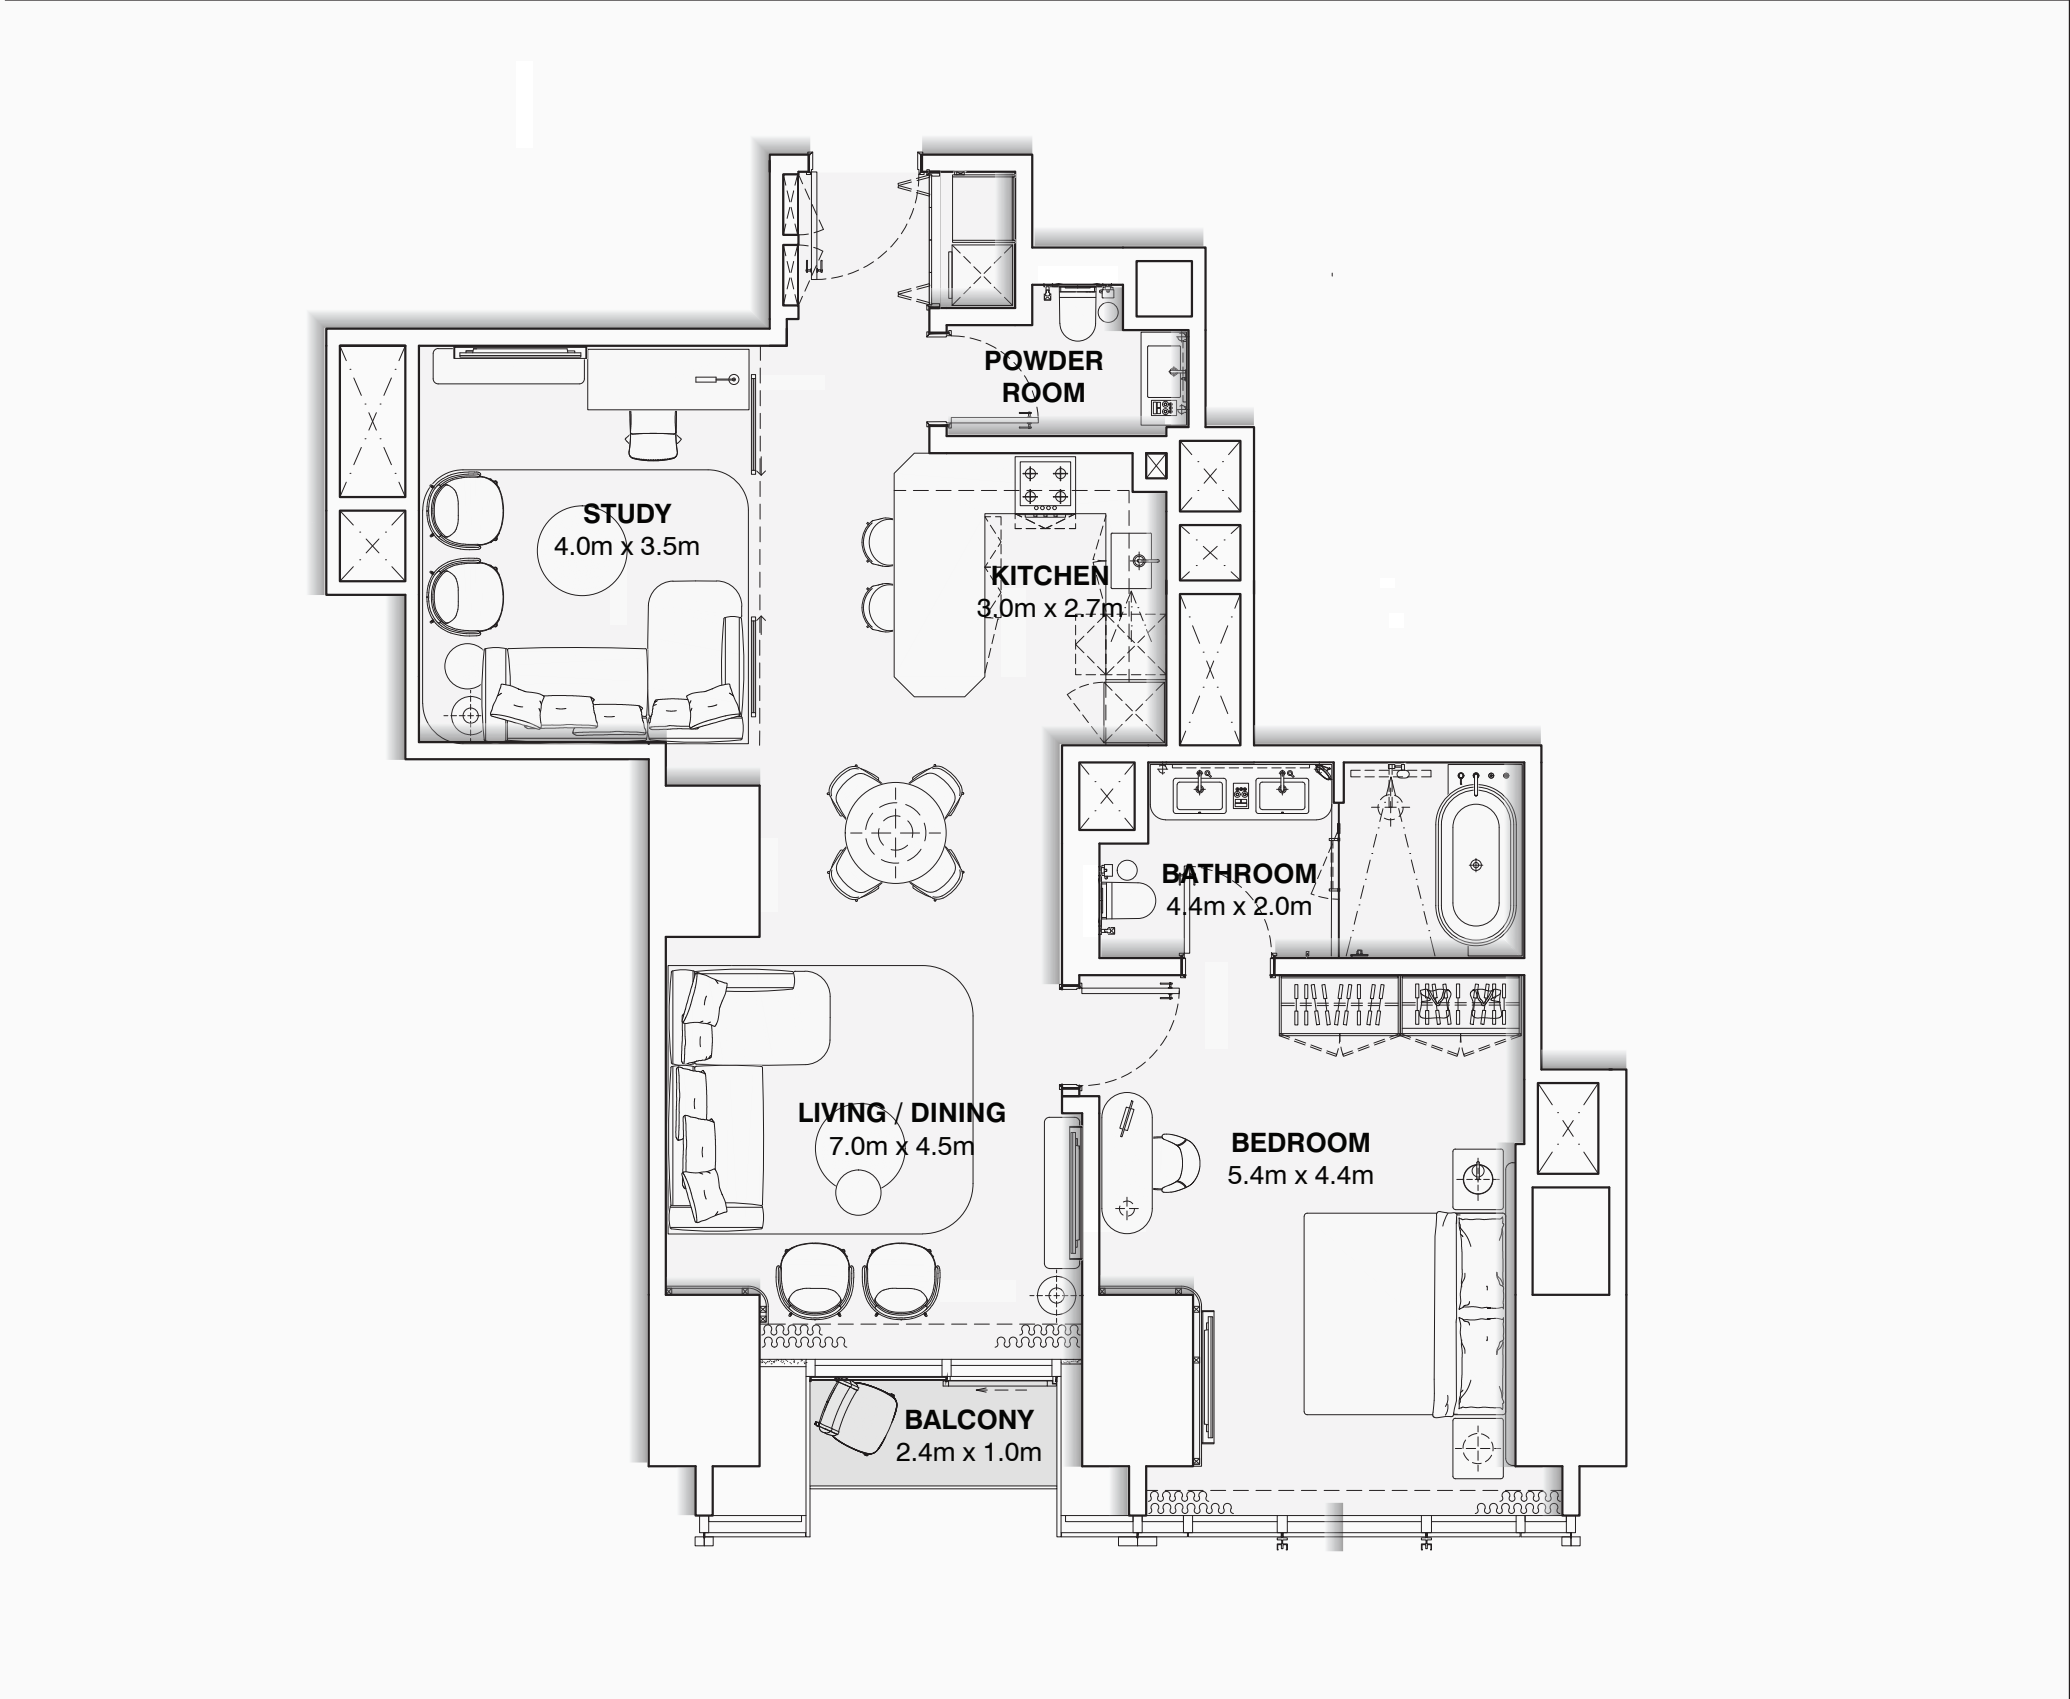 POWDER
ROOM
STUDY
4.0m x 3.5m
KITCHEN
3.0m x 2.7m
BATHROOM
4.4m x 2.0m
LIVING / DINING
7.0m x 4.5m
BEDROOM
5.4m x 4.4m
BALCONY
2.4m x 1.0m